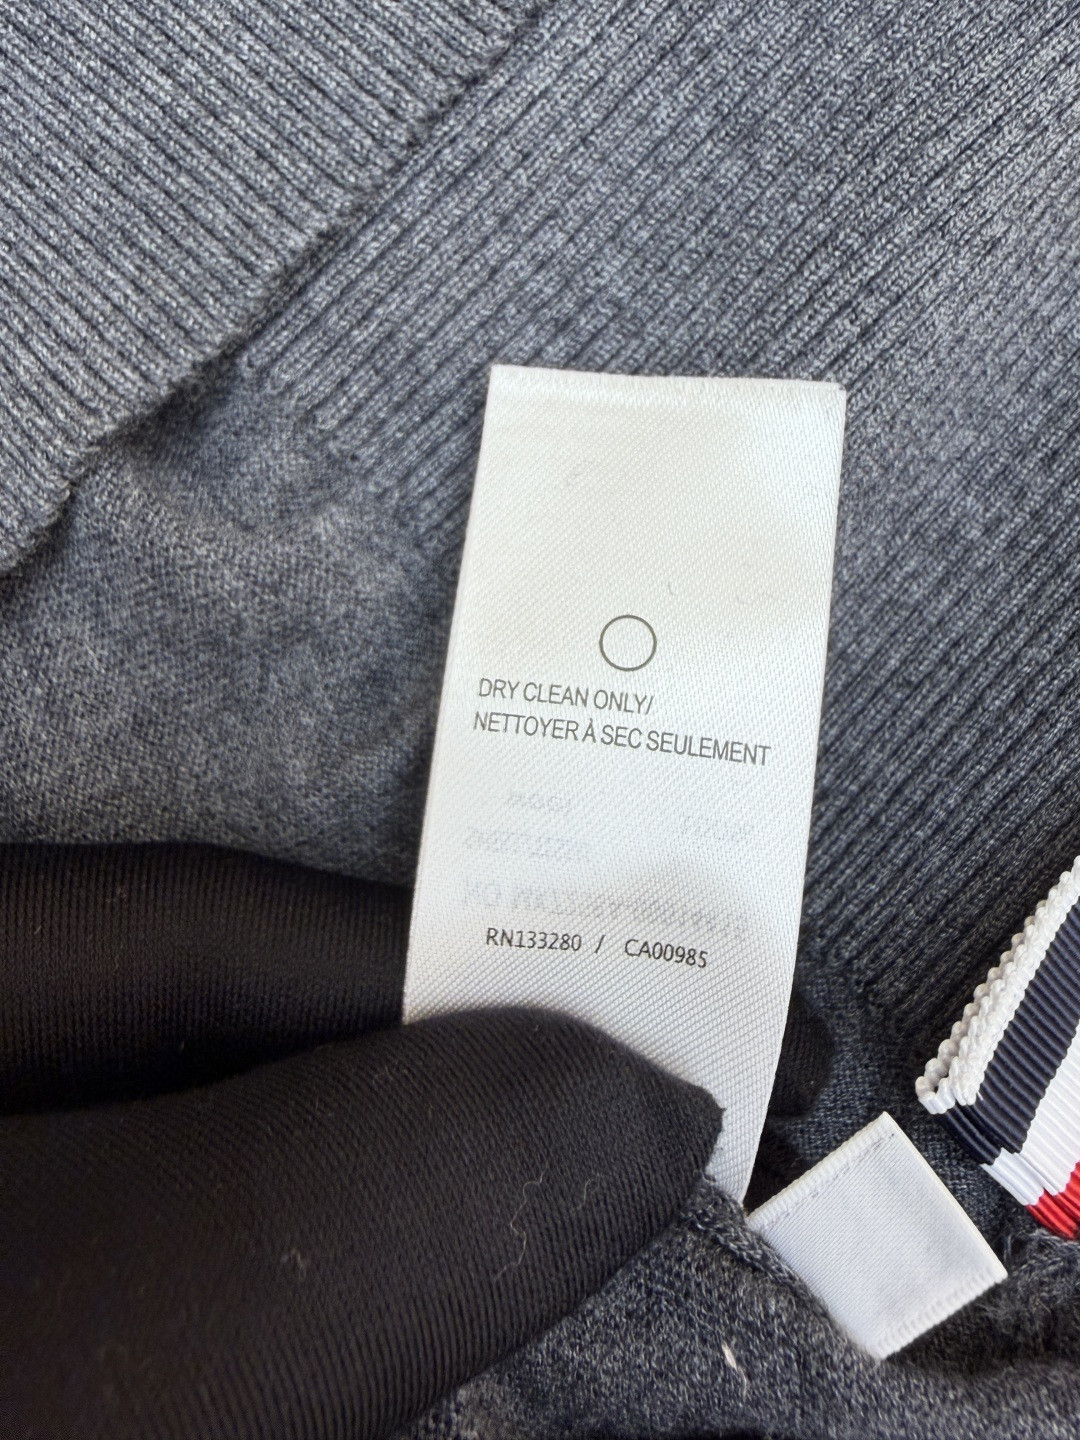 DRY CLEAN ONLY/
NETTOYER À SEC SEULEMENT
RN133280 / CA00985